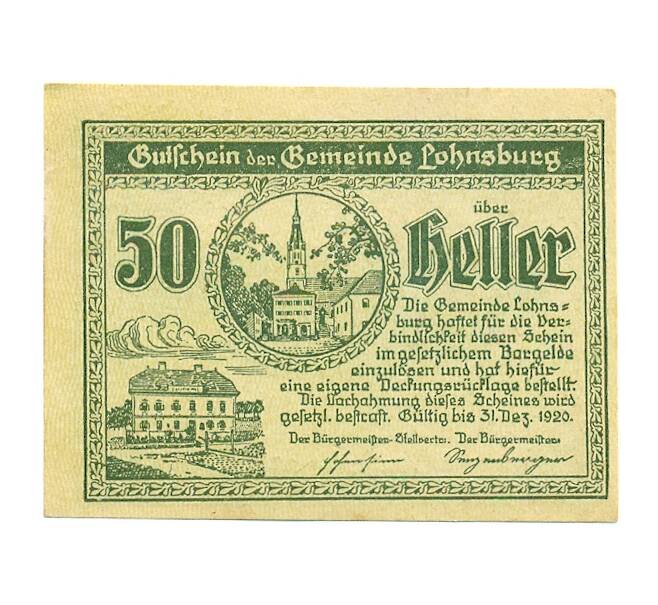 Gutschein der Gemeinde Lohnsburg
50
über
Heller
Die Gemeinde Lohns=
burg haftet für die Ver=
bindlichkeit diesen Schein
im gesetzlichem Bargelde
einzulösen und hat hiefür
eine eigene Deckungsrücklage bestellt.
Die Nachahmung dieses Scheines wird
gesetzl. bestraft. Gültig bis 31. Dez. 1920.
Der Bürgermeister-Stellvertr.: Der Bürgermeister: